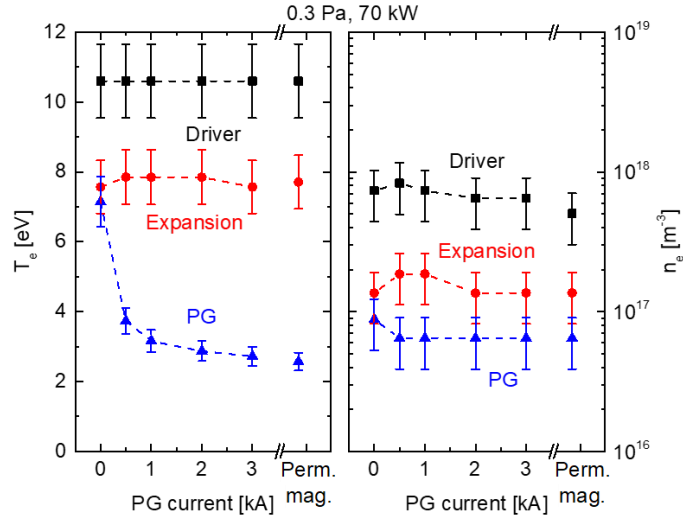 0.3 Pa, 70 kW
12
10
8
6
4
2
0
T_e [eV]
Driver
Expansion
PG
0 1 2 3 Perm. mag.
PG current [kA]
Driver
Expansion
PG
0 1 2 3 Perm. mag.
PG current [kA]
10^19
10^18
10^17
10^16
n_e [m^-3]